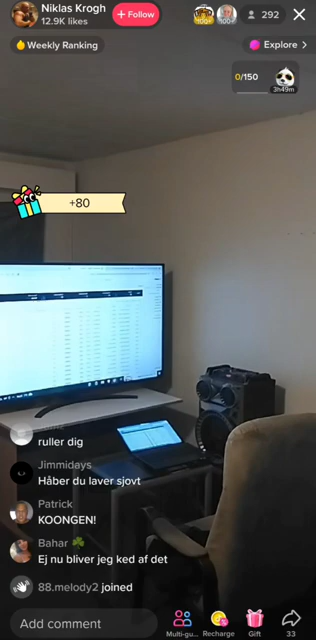 Niklas Krogh
12.9K likes
+ Follow
100+
100+
292
Weekly Ranking
Explore >
0/150
3h49m
+80
ruller dig
Jimmidays
Håber du laver sjovt
Patrick
KOONGEN!
Bahar ☘️
Ej nu bliver jeg ked af det
88.melody2 joined
Add comment
Multi-gu...
Recharge
Gift
33